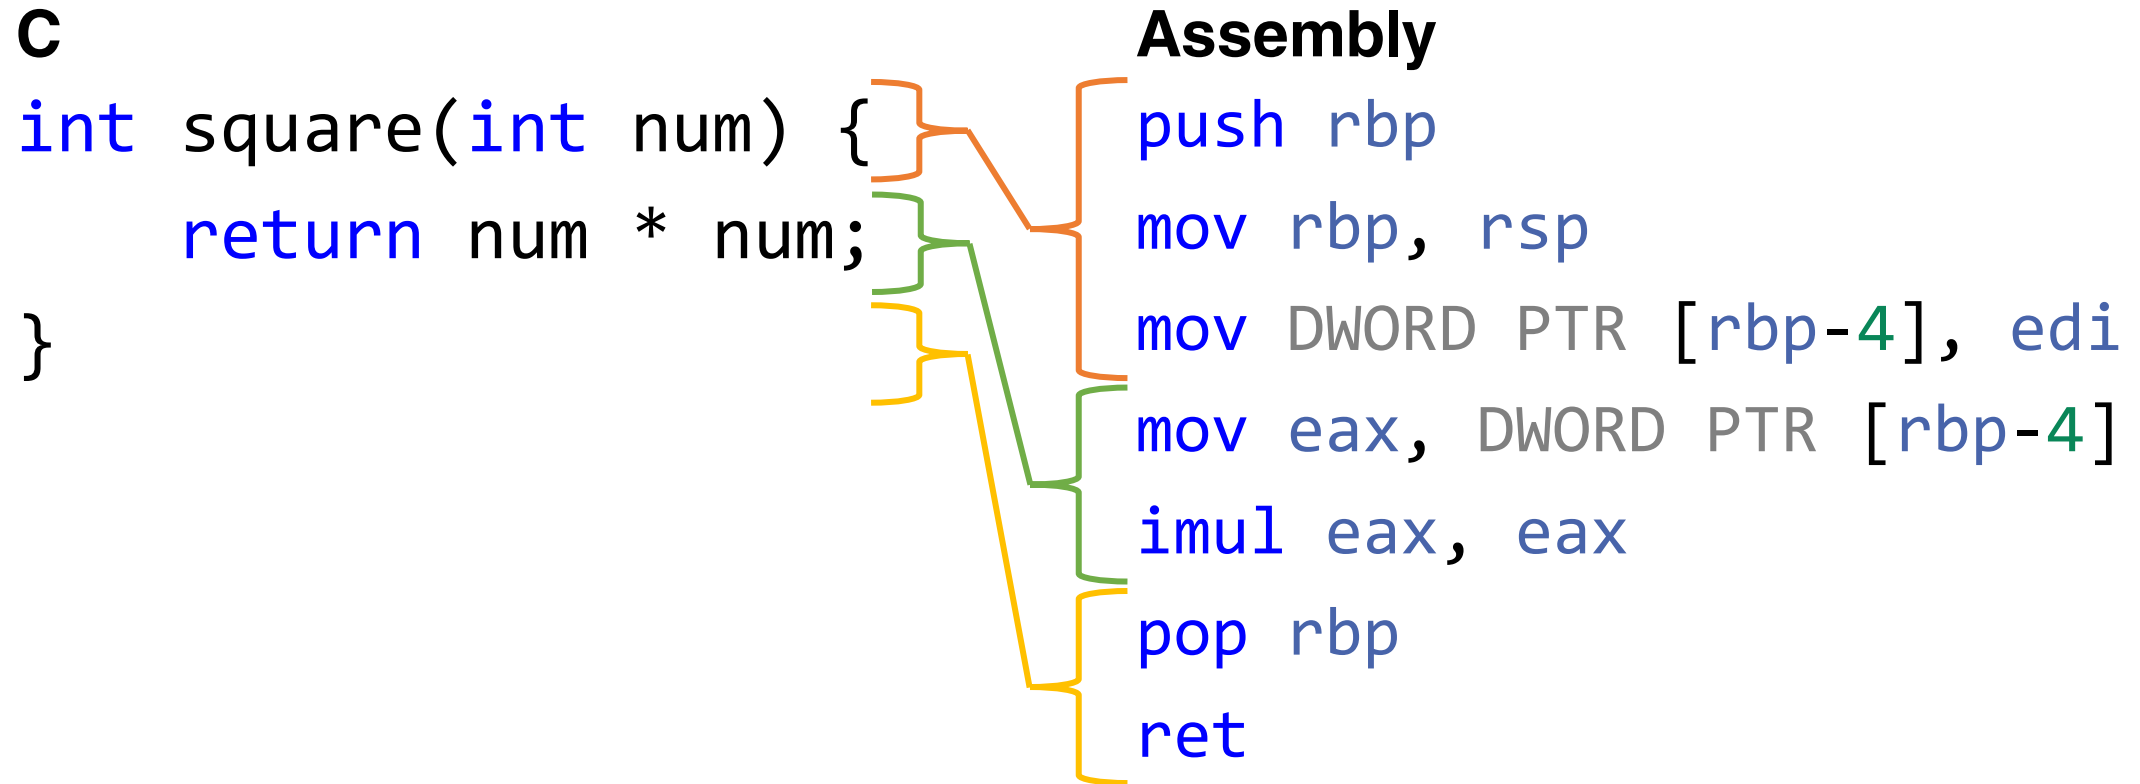 C
int square(int num) {
    return num * num;
}
Assembly
push rbp
mov rbp, rsp
mov DWORD PTR [rbp-4], edi
mov eax, DWORD PTR [rbp-4]
imul eax, eax
pop rbp
ret